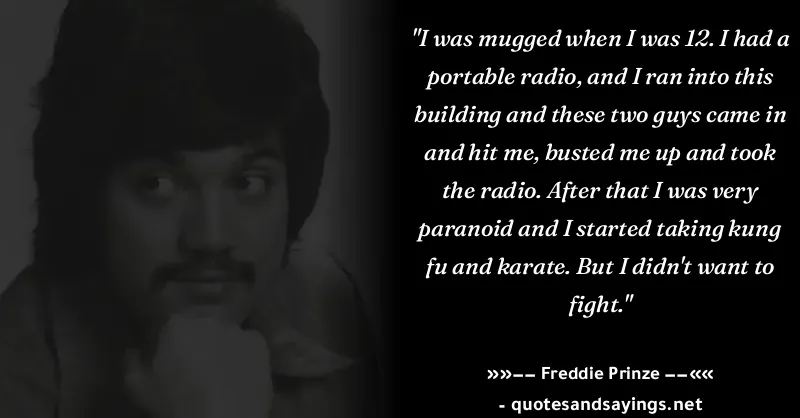 "I was mugged when I was 12. I had a
portable radio, and I ran into this
building and these two guys came in
and hit me, busted me up and took
the radio. After that I was very
paranoid and I started taking kung
fu and karate. But I didn't want to
fight."
»»−− Freddie Prinze −−««
- quotesandsayings.net